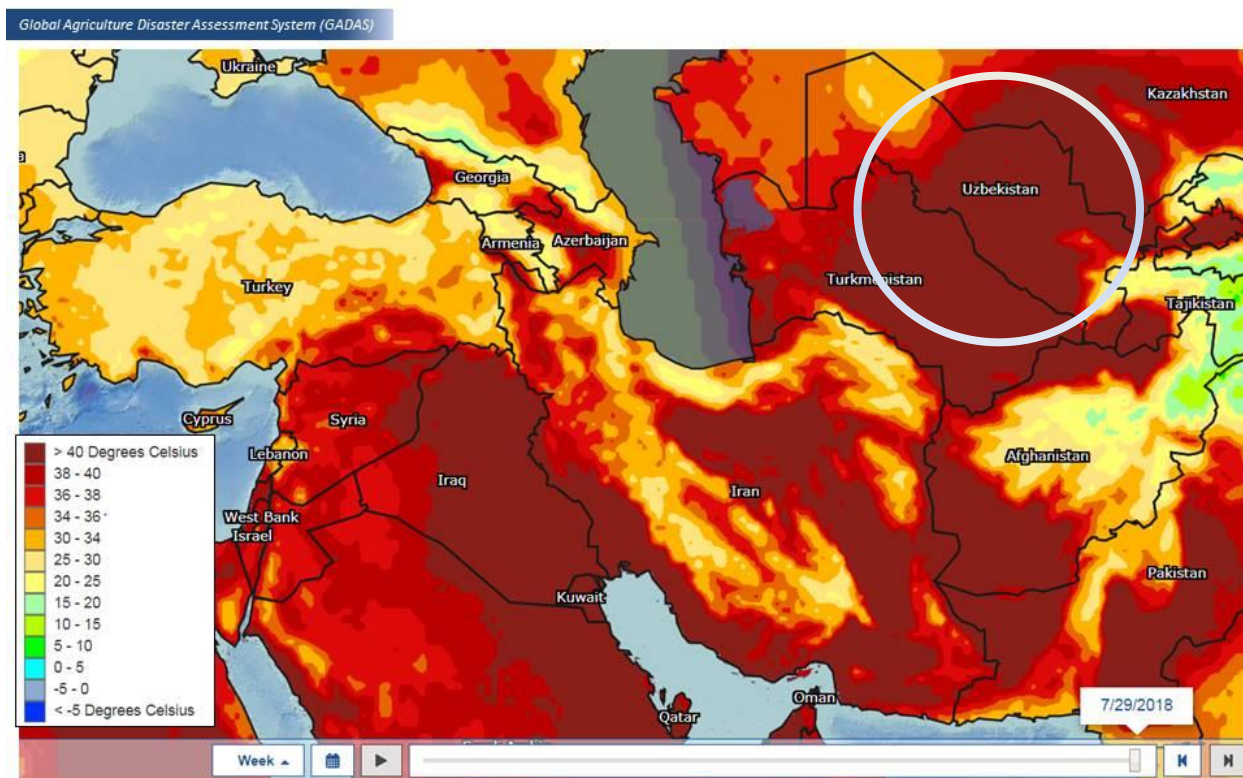 Global Agriculture Disaster Assessment System (GADAS)
Ukraine
Kazakhstan
Georgia
Uzbekistan
Armenia
Azerbaijan
Turkey
Turkmenistan
Tajikistan
Cyprus
Syria
Lebanon
Afghanistan
Iraq
Iran
West Bank
Israel
Pakistan
Kuwait
Oman
Qatar
> 40 Degrees Celsius
38 - 40
36 - 38
34 - 36
30 - 34
25 - 30
20 - 25
15 - 20
10 - 15
5 - 10
0 - 5
-5 - 0
< -5 Degrees Celsius
7/29/2018
Week